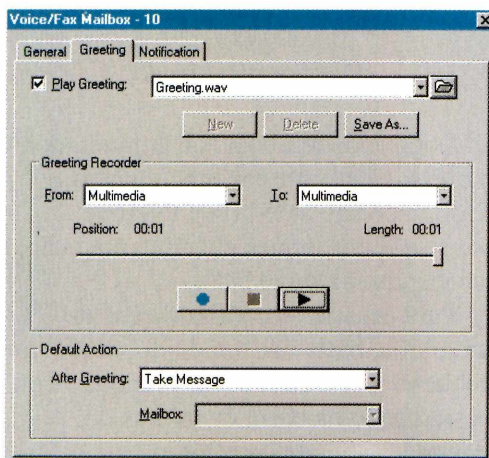 Voice/Fax Mailbox - 10
General Greeting Notification
Play Greeting: Greeting.wav
New Delete Save As...
Greeting Recorder
From: Multimedia To: Multimedia
Position: 00:01 Length: 00:01
Default Action
After Greeting: Take Message
Mailbox: